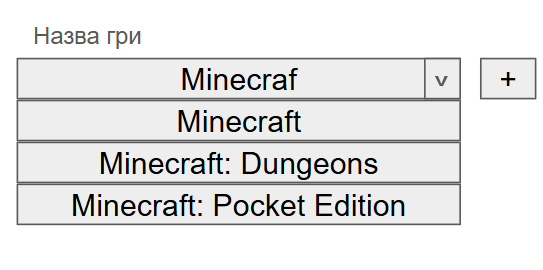 Назва гри
Minecraf v +
Minecraft
Minecraft: Dungeons
Minecraft: Pocket Edition